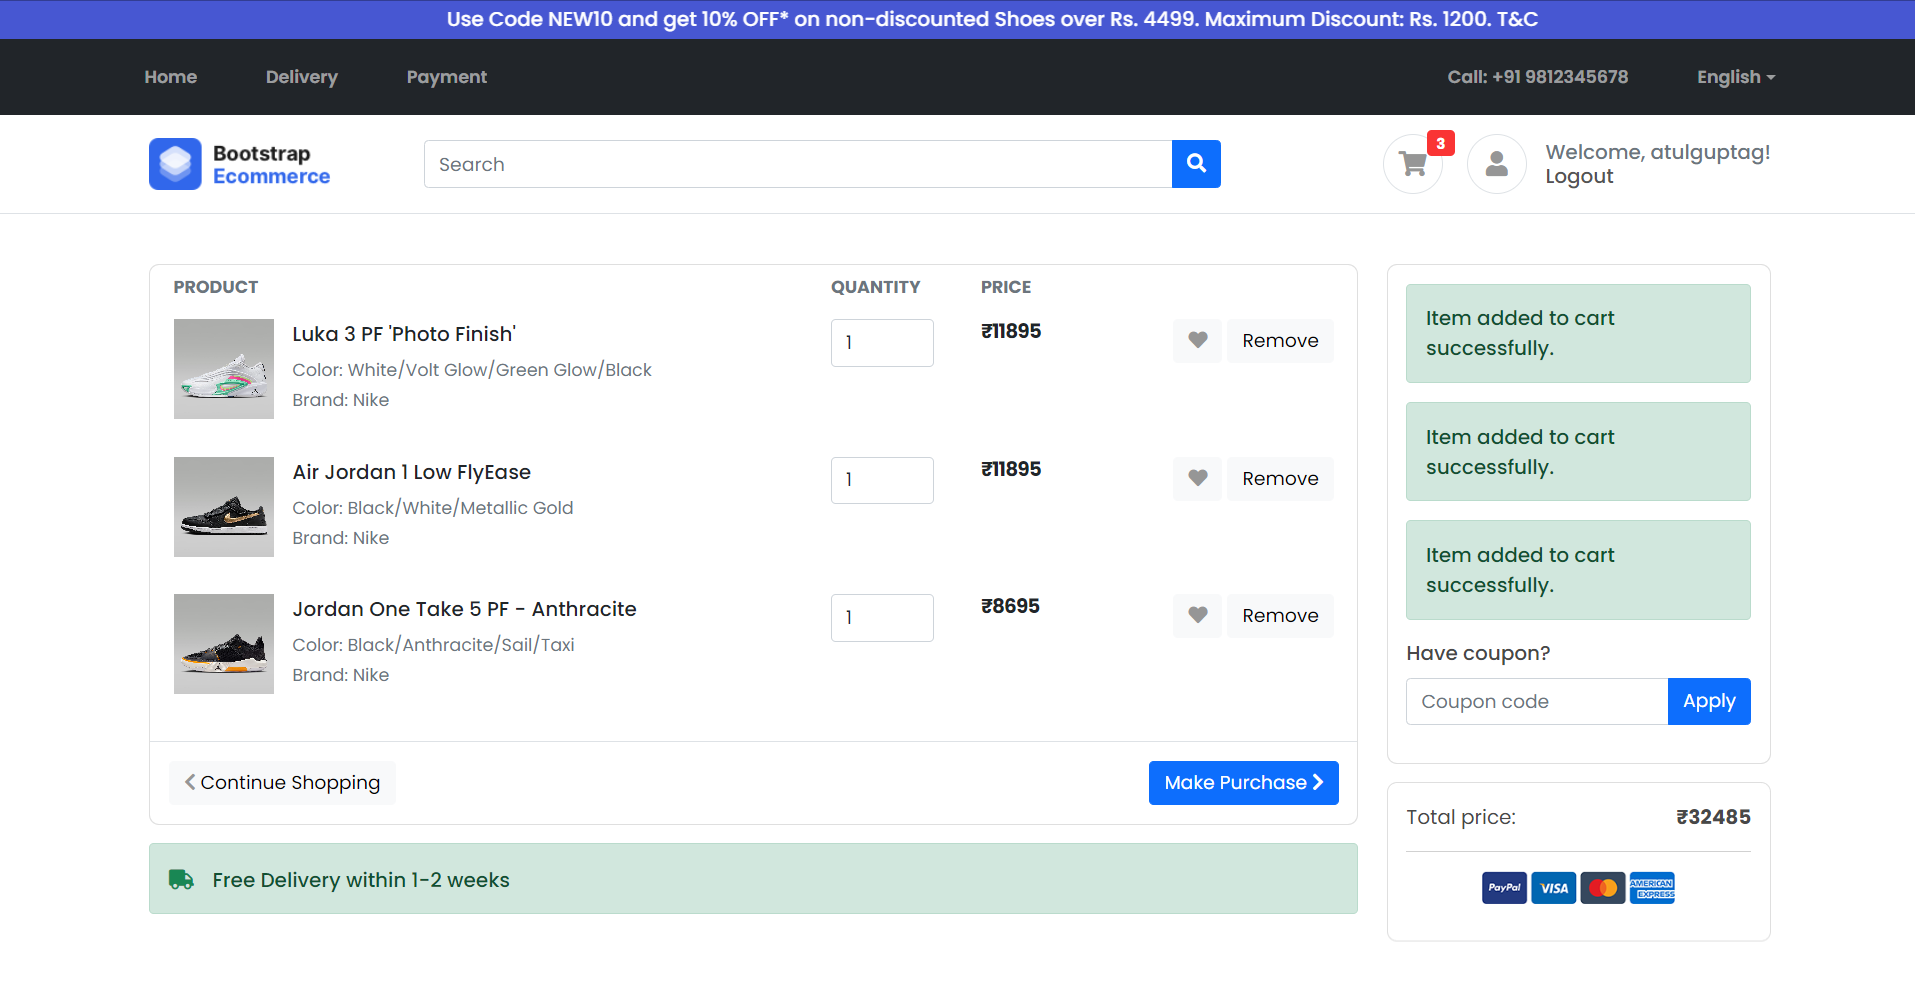 Use Code NEW10 and get 10% OFF* on non-discounted Shoes over Rs. 4499. Maximum Discount: Rs. 1200. T&C
Home Delivery Payment Call: +91 9812345678 English
Bootstrap
Ecommerce
Search
3
Welcome, atulguptag!
Logout
PRODUCT QUANTITY PRICE
Luka 3 PF 'Photo Finish' 1 ₹11895 Remove
Color: White/Volt Glow/Green Glow/Black
Brand: Nike
Air Jordan 1 Low FlyEase 1 ₹11895 Remove
Color: Black/White/Metallic Gold
Brand: Nike
Jordan One Take 5 PF - Anthracite 1 ₹8695 Remove
Color: Black/Anthracite/Sail/Taxi
Brand: Nike
Continue Shopping Make Purchase
Free Delivery within 1-2 weeks
Item added to cart
successfully.
Item added to cart
successfully.
Item added to cart
successfully.
Have coupon?
Coupon code Apply
Total price: ₹32485
PayPal VISA AMERICAN
EXPRESS